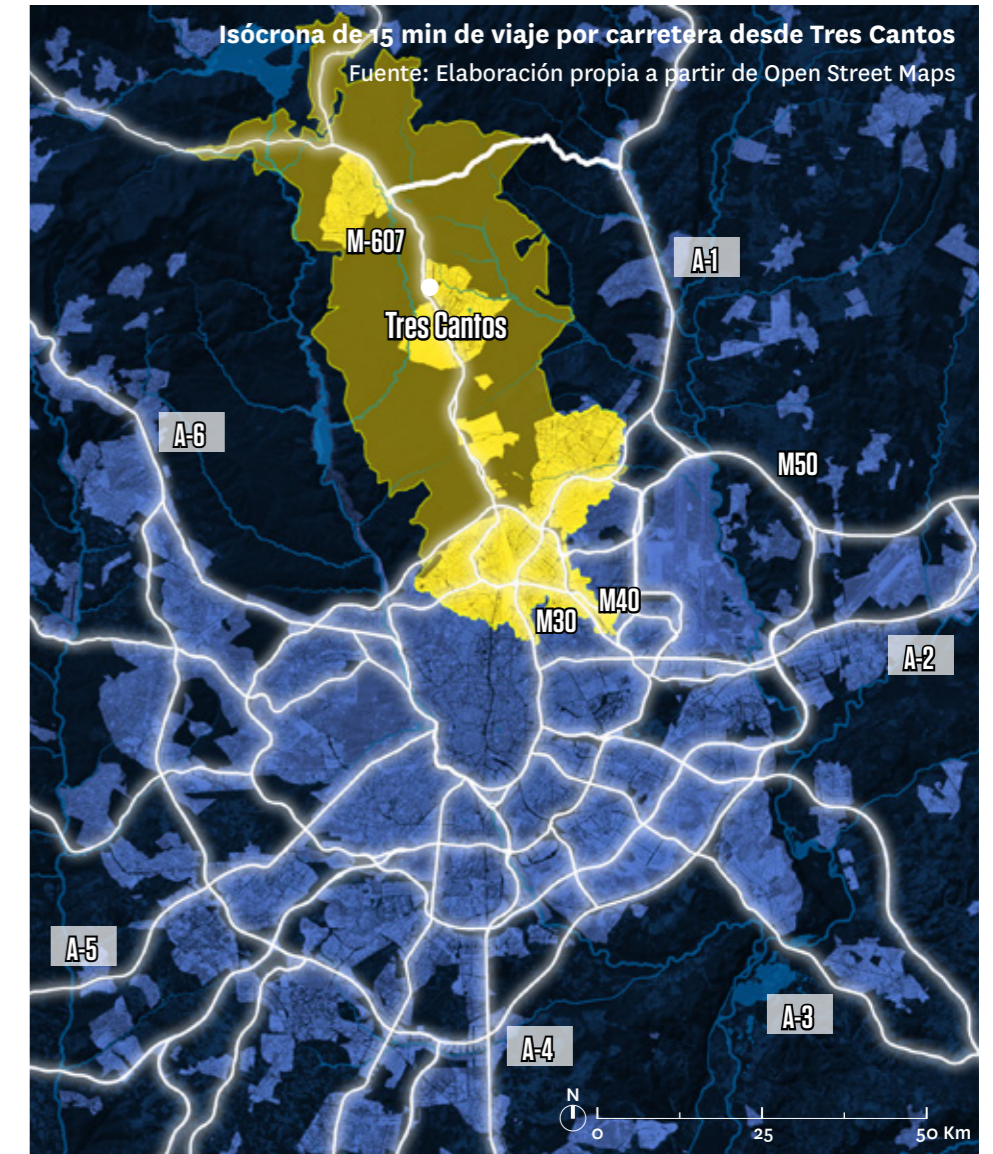 Isócrona de 15 min de viaje por carretera desde Tres Cantos
Fuente: Elaboración propia a partir de Open Street Maps
M-607
A-1
Tres Cantos
A-6
M50
M40
M30
A-2
A-5
A-3
A-4
N
0 25 50 Km